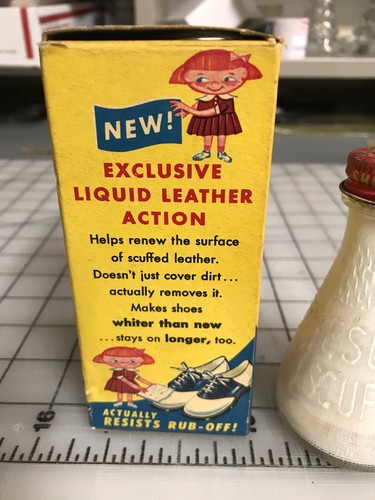 NEW!
EXCLUSIVE
LIQUID LEATHER
ACTION
Helps renew the surface
of scuffed leather.
Doesn't just cover dirt...
actually removes it.
Makes shoes
whiter than new
...stays on longer, too.
ACTUALLY
RESISTS RUB-OFF!
16